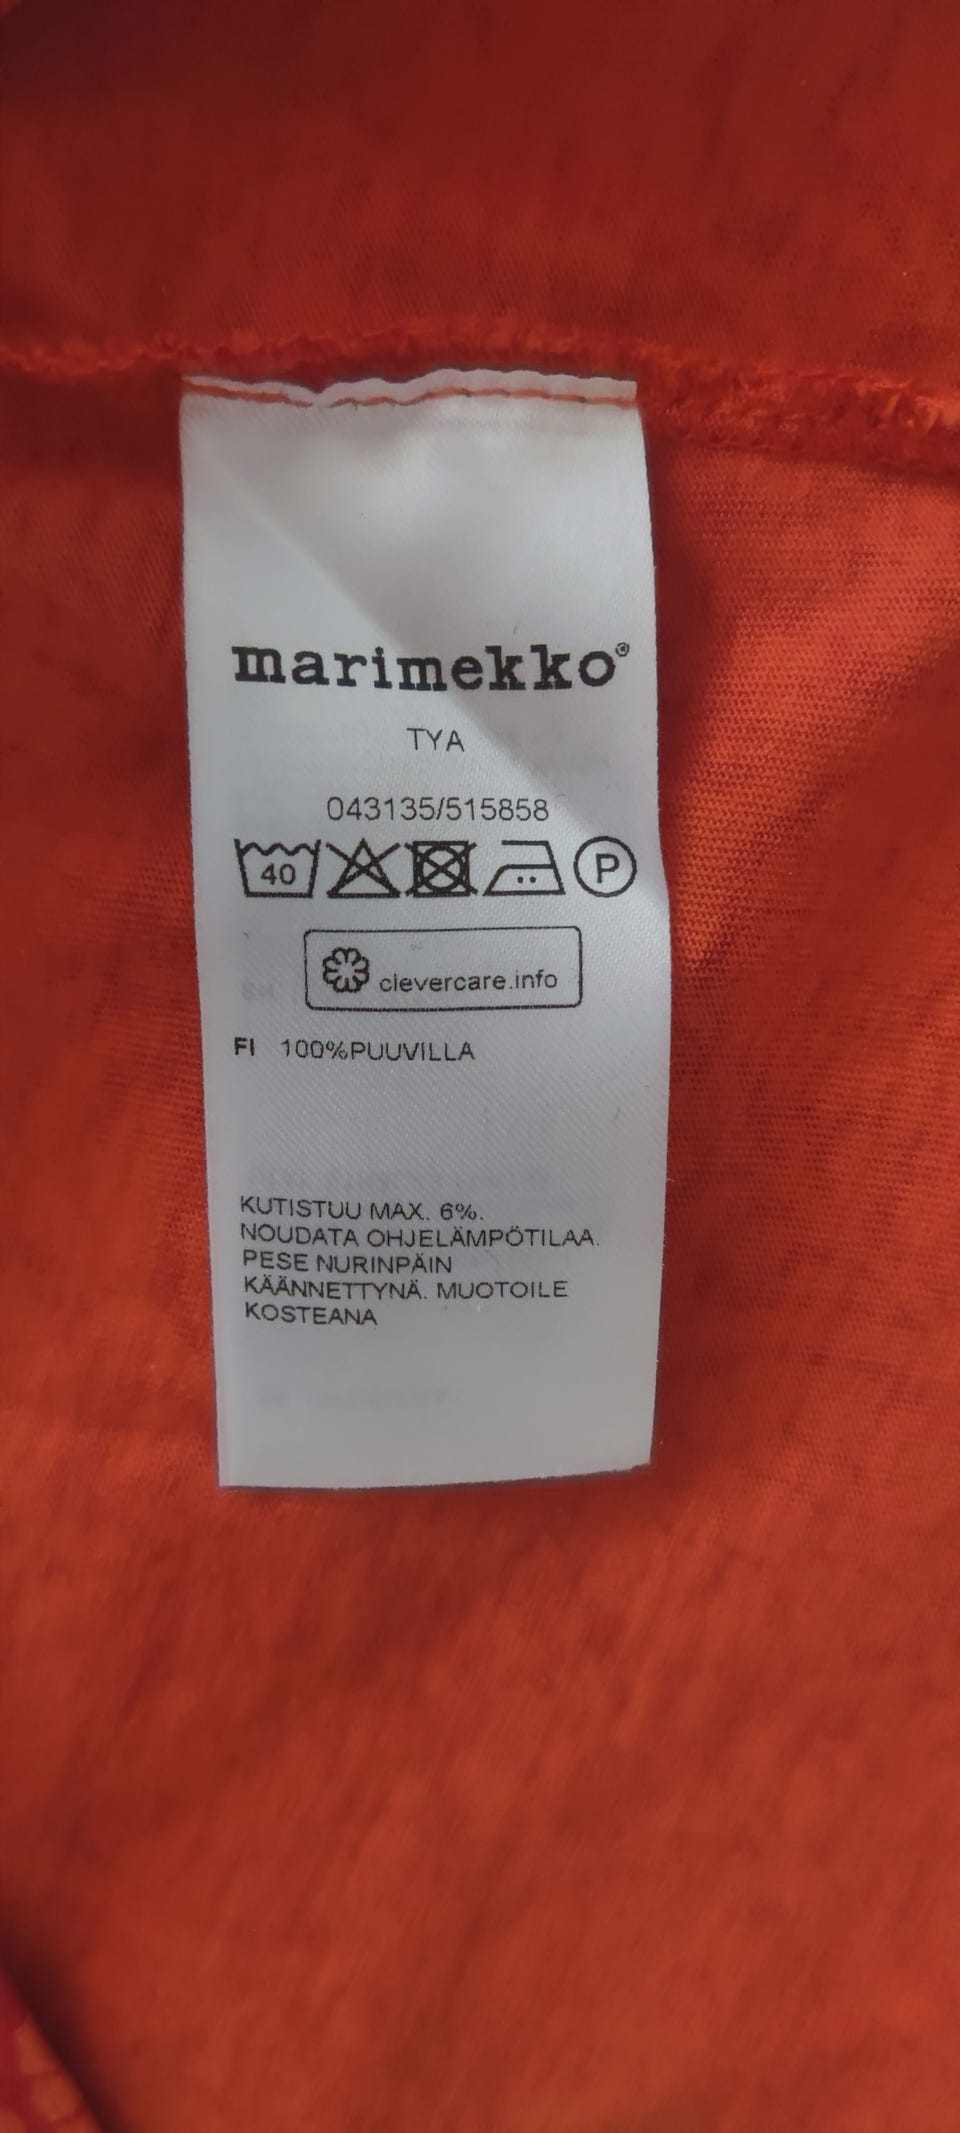 marimekko®
TYA
043135/515858
40 P
clevercare.info
FI 100%PUUVILLA
KUTISTUU MAX. 6%.
NOUDATA OHJELÄMPÖTILAA.
PESE NURINPÄIN
KÄÄNNETTYNÄ. MUOTOILE
KOSTEANA